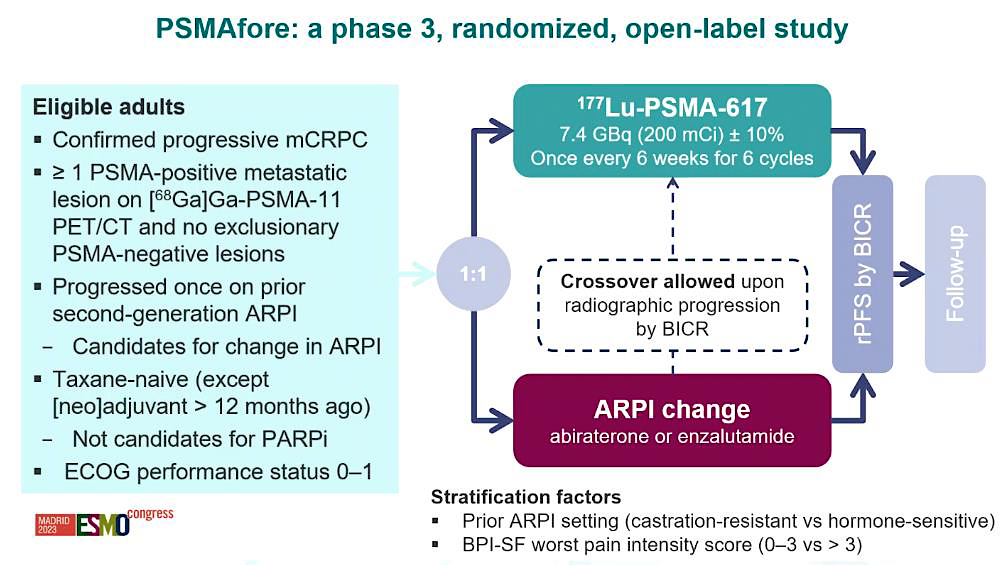 PSMAfore: a phase 3, randomized, open-label study
Eligible adults
▪ Confirmed progressive mCRPC
▪ ≥ 1 PSMA-positive metastatic
lesion on [⁶⁸Ga]Ga-PSMA-11
PET/CT and no exclusionary
PSMA-negative lesions
▪ Progressed once on prior
second-generation ARPI
– Candidates for change in ARPI
▪ Taxane-naive (except
[neo]adjuvant > 12 months ago)
– Not candidates for PARPi
▪ ECOG performance status 0–1
1:1
¹⁷⁷Lu-PSMA-617
7.4 GBq (200 mCi) ± 10%
Once every 6 weeks for 6 cycles
Crossover allowed upon
radiographic progression
by BICR
ARPI change
abiraterone or enzalutamide
rPFS by BICR
Follow-up
Stratification factors
▪ Prior ARPI setting (castration-resistant vs hormone-sensitive)
▪ BPI-SF worst pain intensity score (0–3 vs > 3)
MADRID
2023
ESMO congress